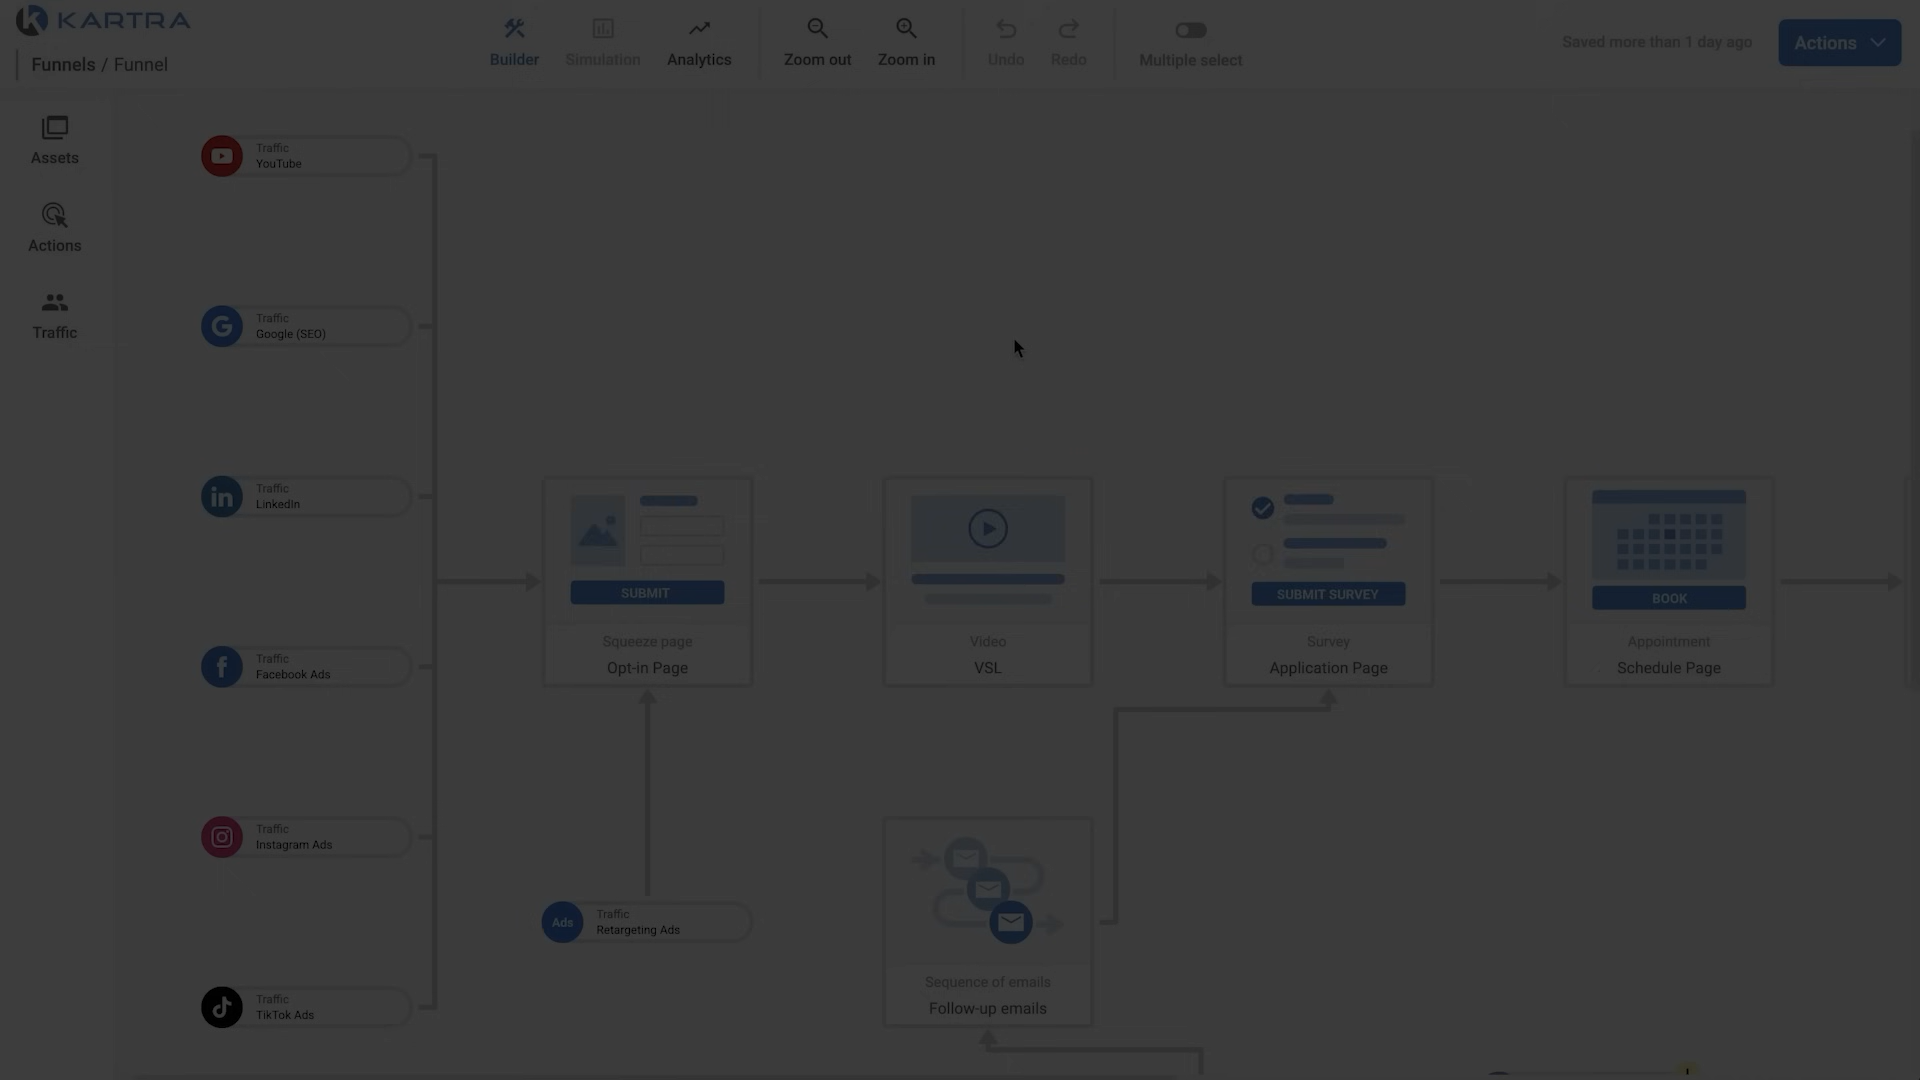 KARTRA
Funnels / Funnel
Builder
Simulation
Analytics
Zoom out
Zoom in
Undo
Redo
Multiple select
Saved more than 1 day ago
Actions
Assets
Actions
Traffic
Traffic
YouTube
Traffic
Google (SEO)
Traffic
LinkedIn
Traffic
Facebook Ads
Traffic
Instagram Ads
Traffic
TikTok Ads
SUBMIT
Squeeze page
Opt-in Page
Video
VSL
SUBMIT SURVEY
Survey
Application Page
BOOK
Appointment
Schedule Page
Ads
Traffic
Retargeting Ads
Sequence of emails
Follow-up emails